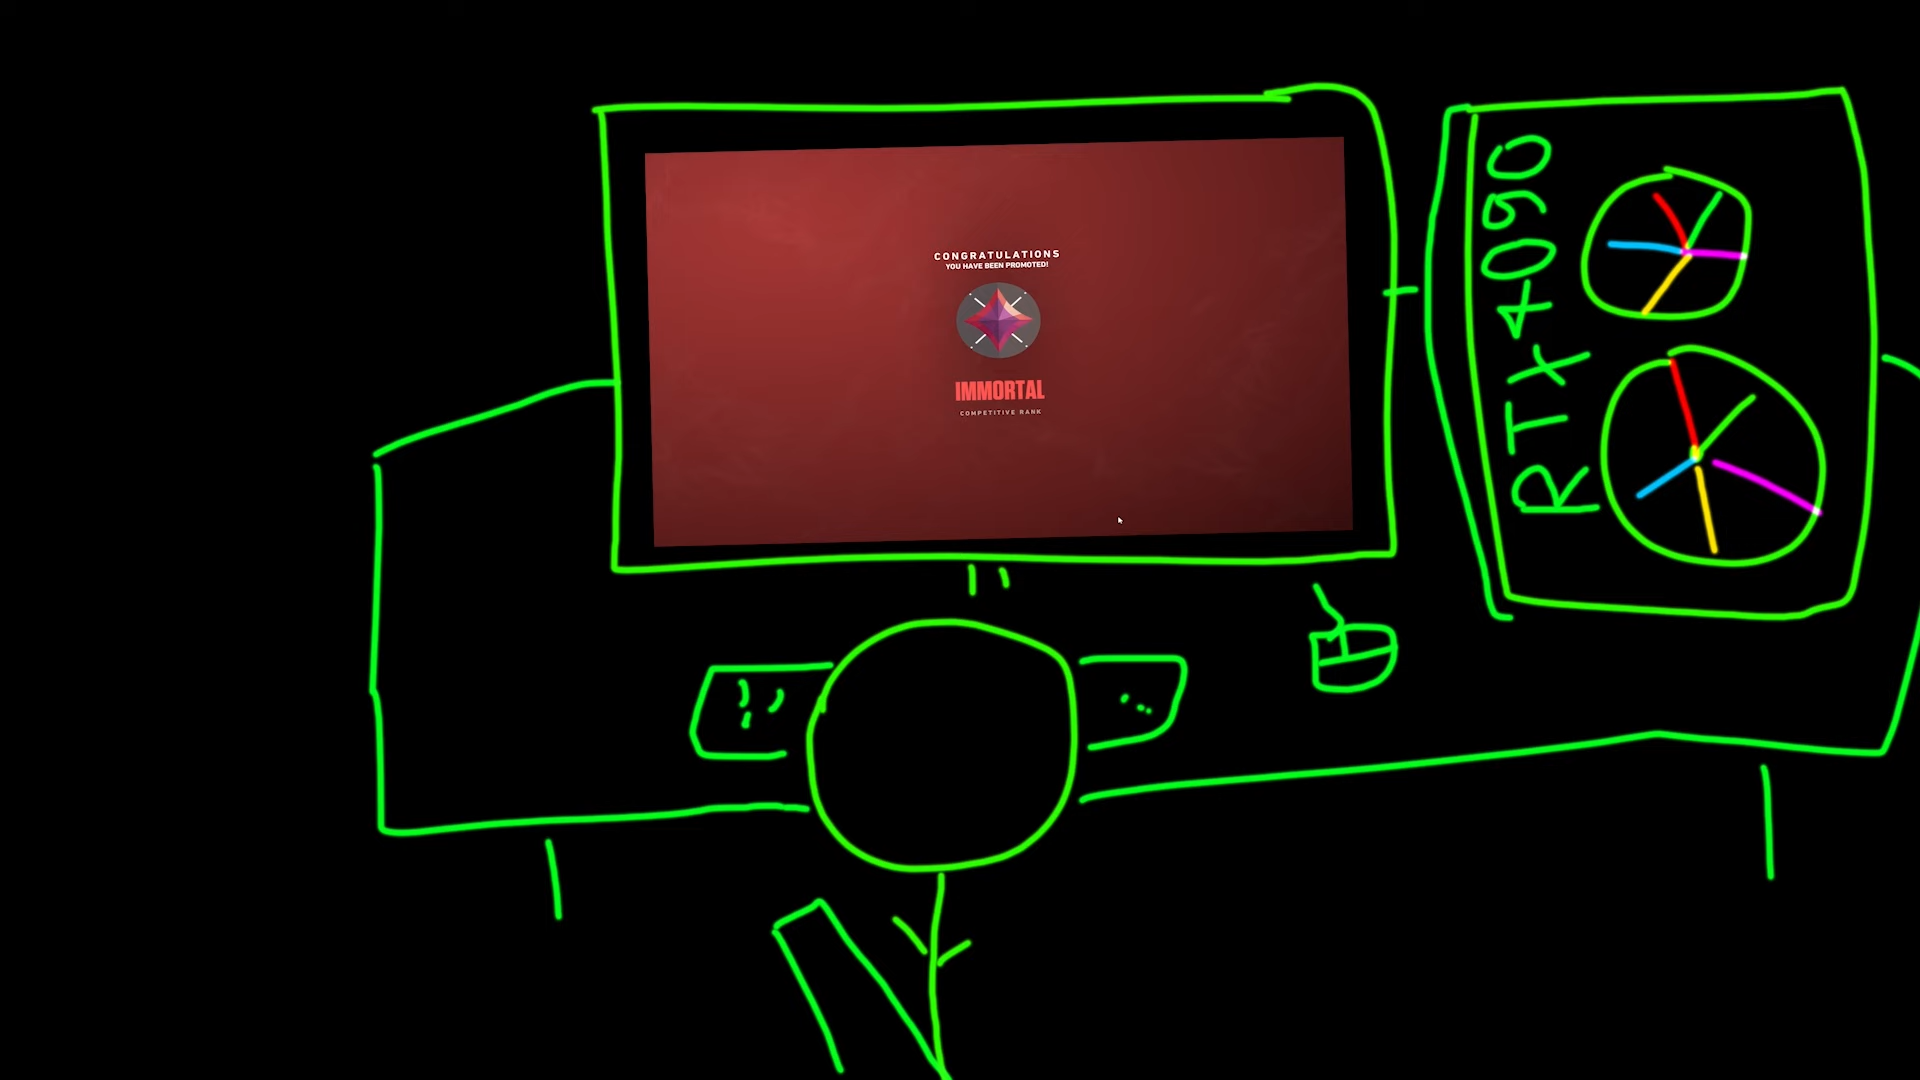 CONGRATULATIONS
YOU HAVE BEEN PROMOTED!
IMMORTAL
COMPETITIVE RANK
RTX4090